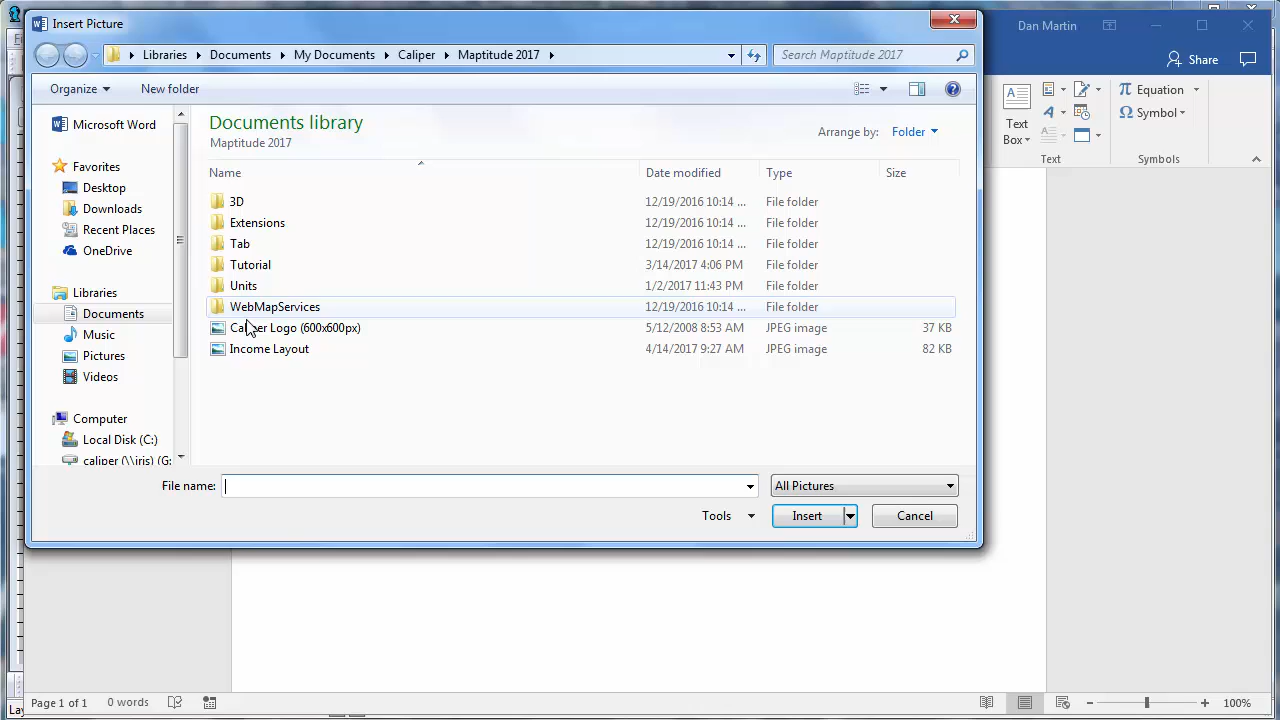 Insert Picture
Dan Martin
Libraries Documents My Documents Caliper Maptitude 2017
Search Maptitude 2017
Share
Organize New folder
Equation
Symbol
Text
Box
Text
Symbols
Microsoft Word
Favorites
Desktop
Downloads
Recent Places
OneDrive
Libraries
Documents
Music
Pictures
Videos
Computer
Local Disk (C:)
caliper (\\iris) (G:
Documents library
Maptitude 2017
Arrange by: Folder
Name Date modified Type Size
3D 12/19/2016 10:14 ... File folder
Extensions 12/19/2016 10:14 ... File folder
Tab 12/19/2016 10:14 ... File folder
Tutorial 3/14/2017 4:06 PM File folder
Units 1/2/2017 11:43 PM File folder
WebMapServices 12/19/2016 10:14 ... File folder
Caliper Logo (600x600px) 5/12/2008 8:53 AM JPEG image 37 KB
Income Layout 4/14/2017 9:27 AM JPEG image 82 KB
File name:
All Pictures
Tools Insert Cancel
Page 1 of 1 0 words
100%